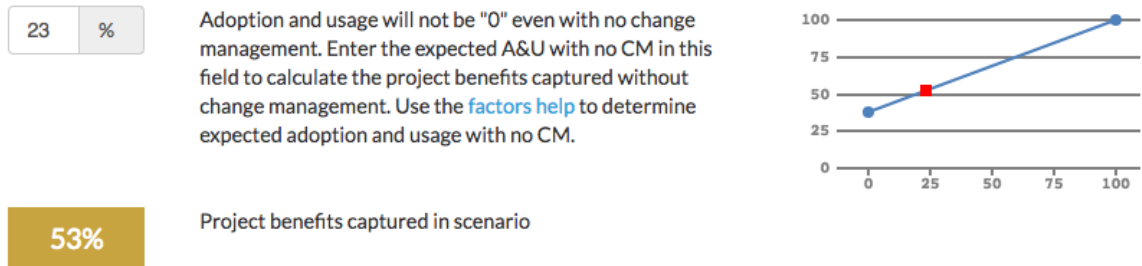 23 %
Adoption and usage will not be "0" even with no change
management. Enter the expected A&U with no CM in this
field to calculate the project benefits captured without
change management. Use the factors help to determine
expected adoption and usage with no CM.
100
75
50
25
0
0 25 50 75 100
53%
Project benefits captured in scenario